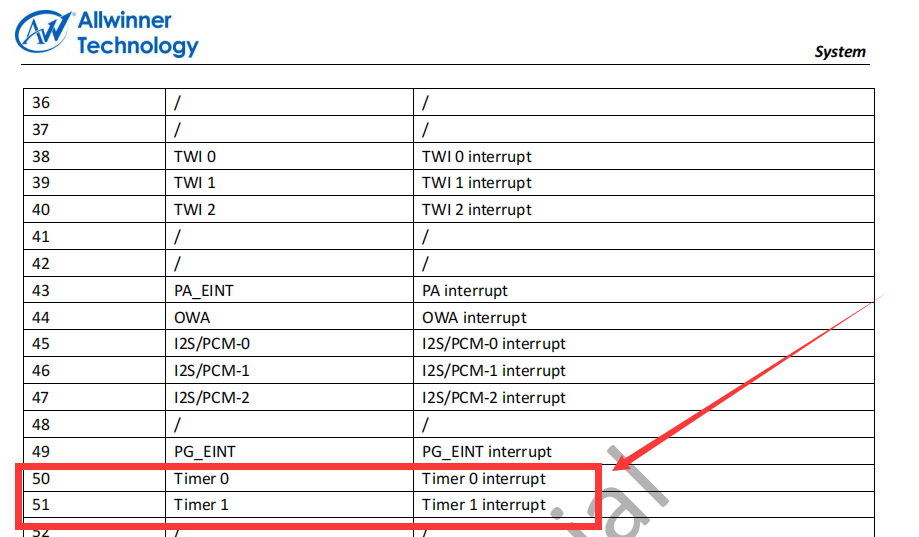 Allwinner
Technology
System
36 / /
37 / /
38 TWI 0 TWI 0 interrupt
39 TWI 1 TWI 1 interrupt
40 TWI 2 TWI 2 interrupt
41 / /
42 / /
43 PA_EINT PA interrupt
44 OWA OWA interrupt
45 I2S/PCM-0 I2S/PCM-0 interrupt
46 I2S/PCM-1 I2S/PCM-1 interrupt
47 I2S/PCM-2 I2S/PCM-2 interrupt
48 / /
49 PG_EINT PG_EINT interrupt
50 Timer 0 Timer 0 interrupt
51 Timer 1 Timer 1 interrupt
52 / /